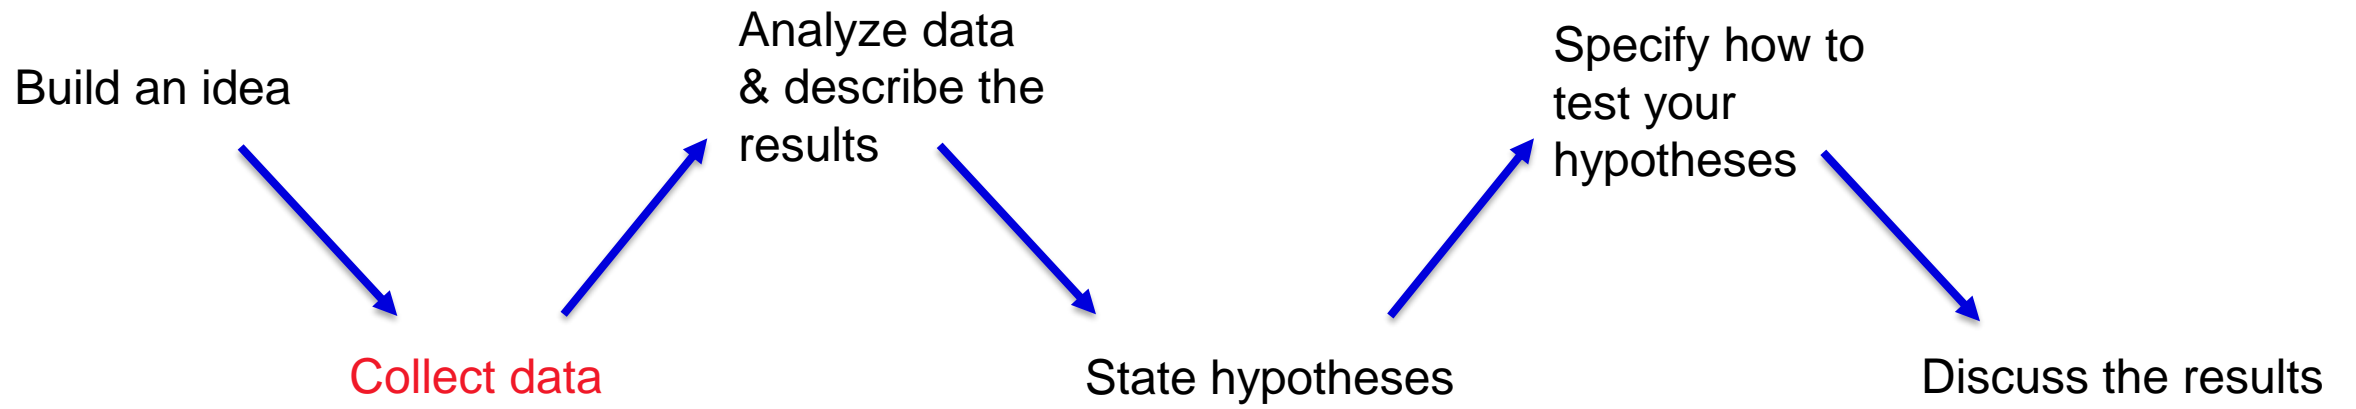 Build an idea
Collect data
Analyze data
& describe the
results
State hypotheses
Specify how to
test your
hypotheses
Discuss the results